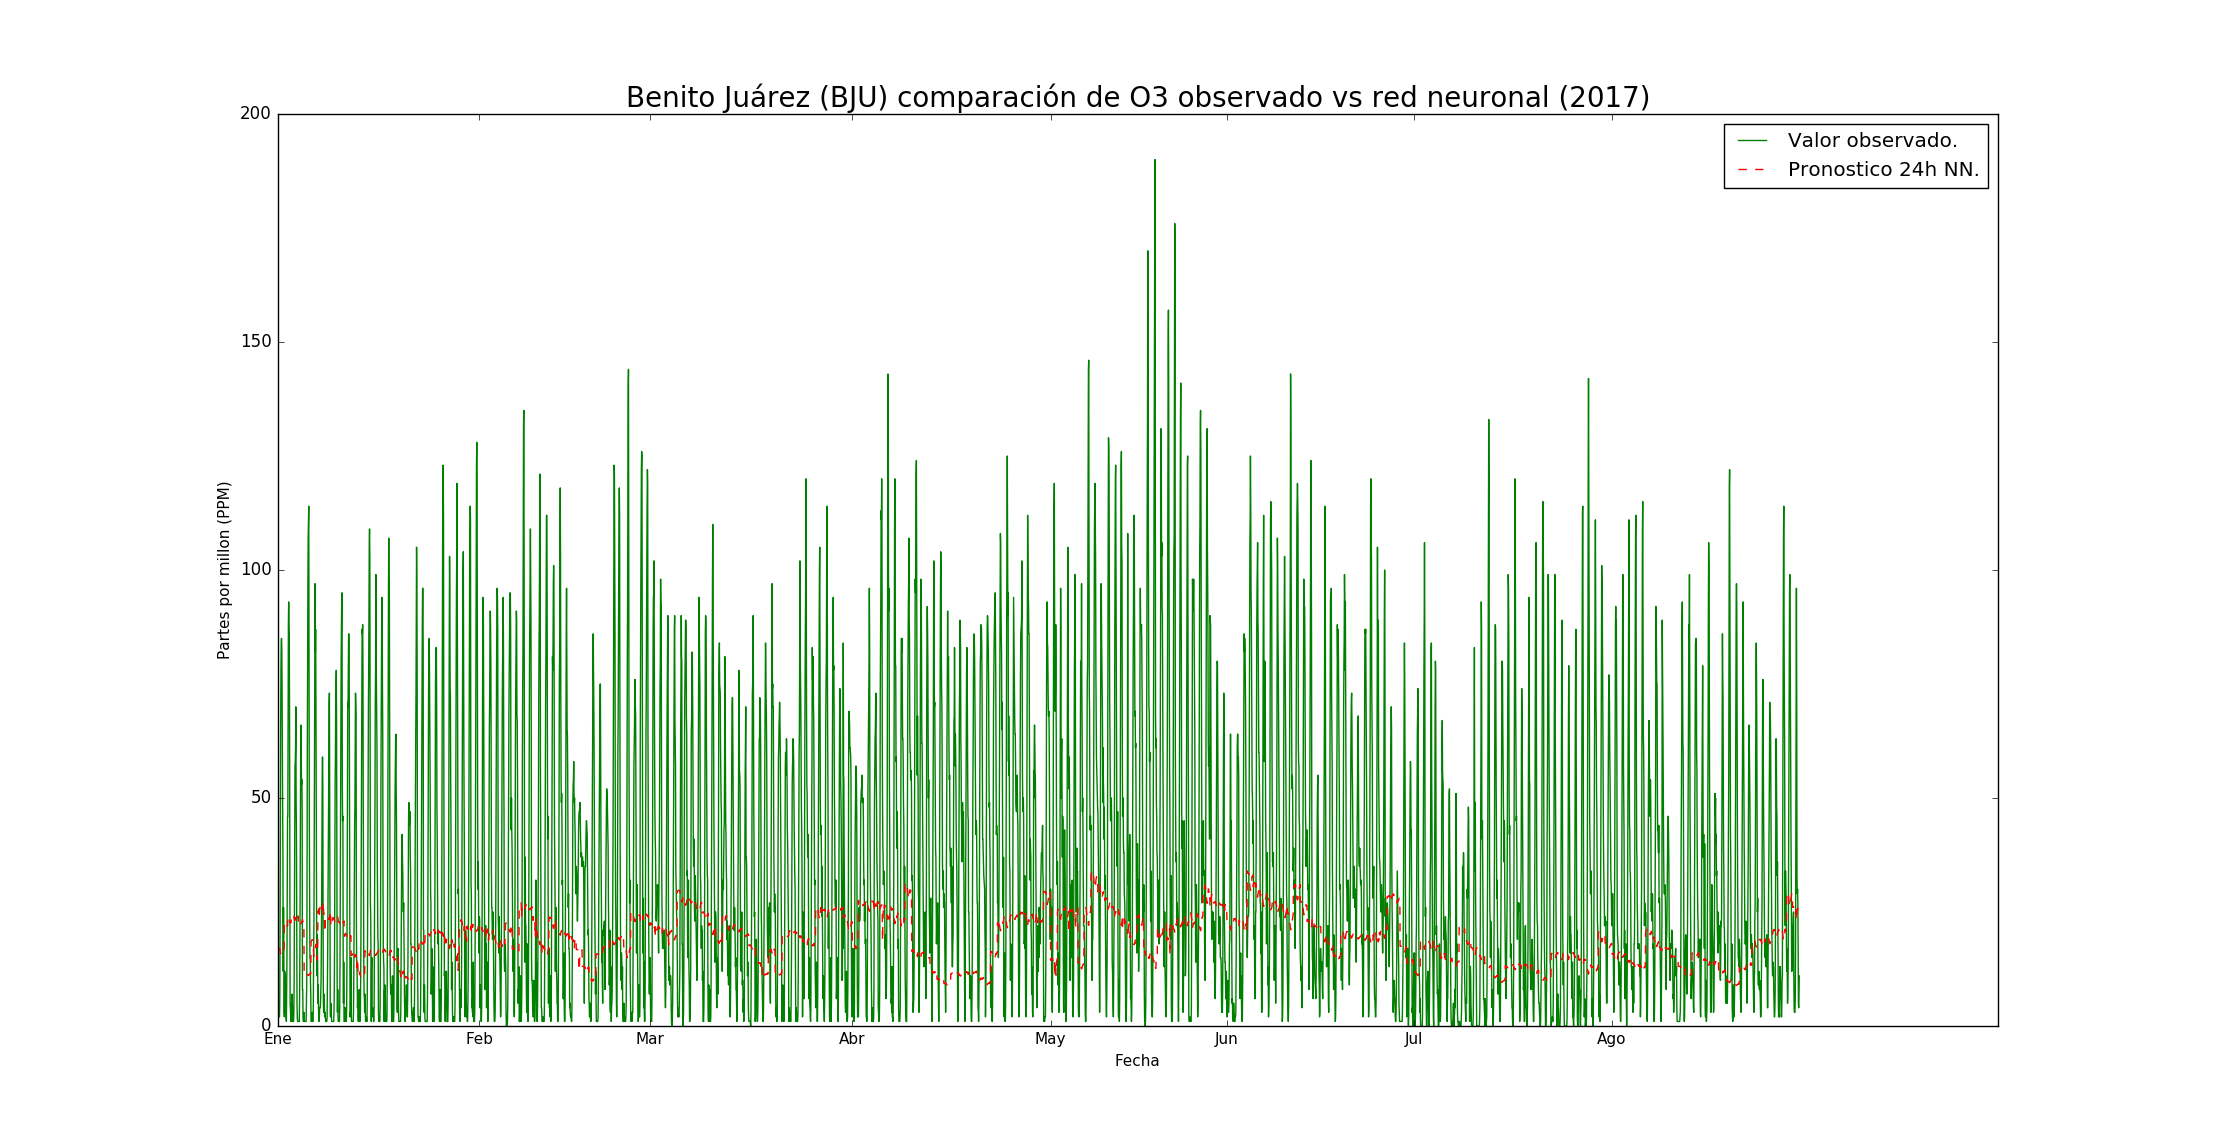 Benito Juárez (BJU) comparación de O3 observado vs red neuronal (2017)
200
150
100
50
0
Partes por millon (PPM)
Valor observado.
Pronostico 24h NN.
Ene Feb Mar Abr May Jun Jul Ago
Fecha